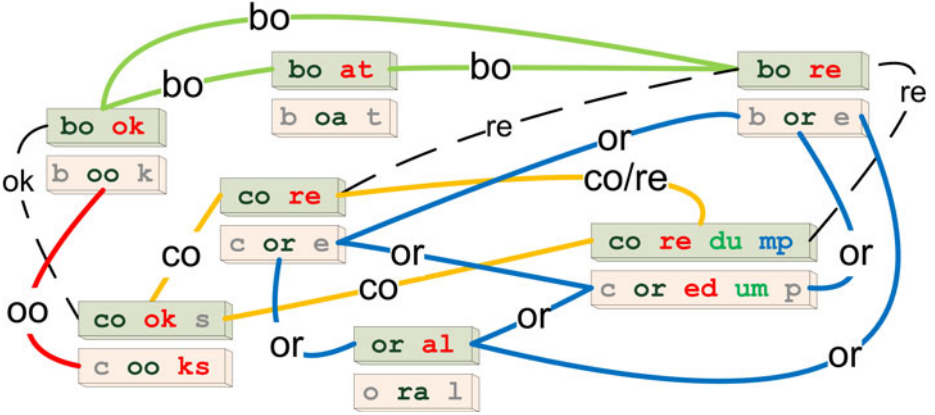 bo
bo at
bo
bo re
bo
re
b oa t
b or e
bo ok
re
or
b oo k
ok
co re
co/re
c or e
co re du mp
co
or
or
c or ed um p
co
oo
co ok s
or
or
or al
or
c oo ks
o ra l